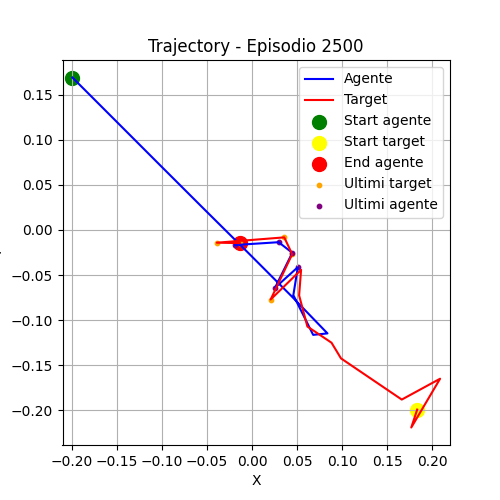 Trajectory - Episodio 2500
Agente
Target
Start agente
Start target
End agente
Ultimi target
Ultimi agente
0.15
0.10
0.05
0.00
−0.05
−0.10
−0.15
−0.20
−0.20 −0.15 −0.10 −0.05 0.00 0.05 0.10 0.15 0.20
X